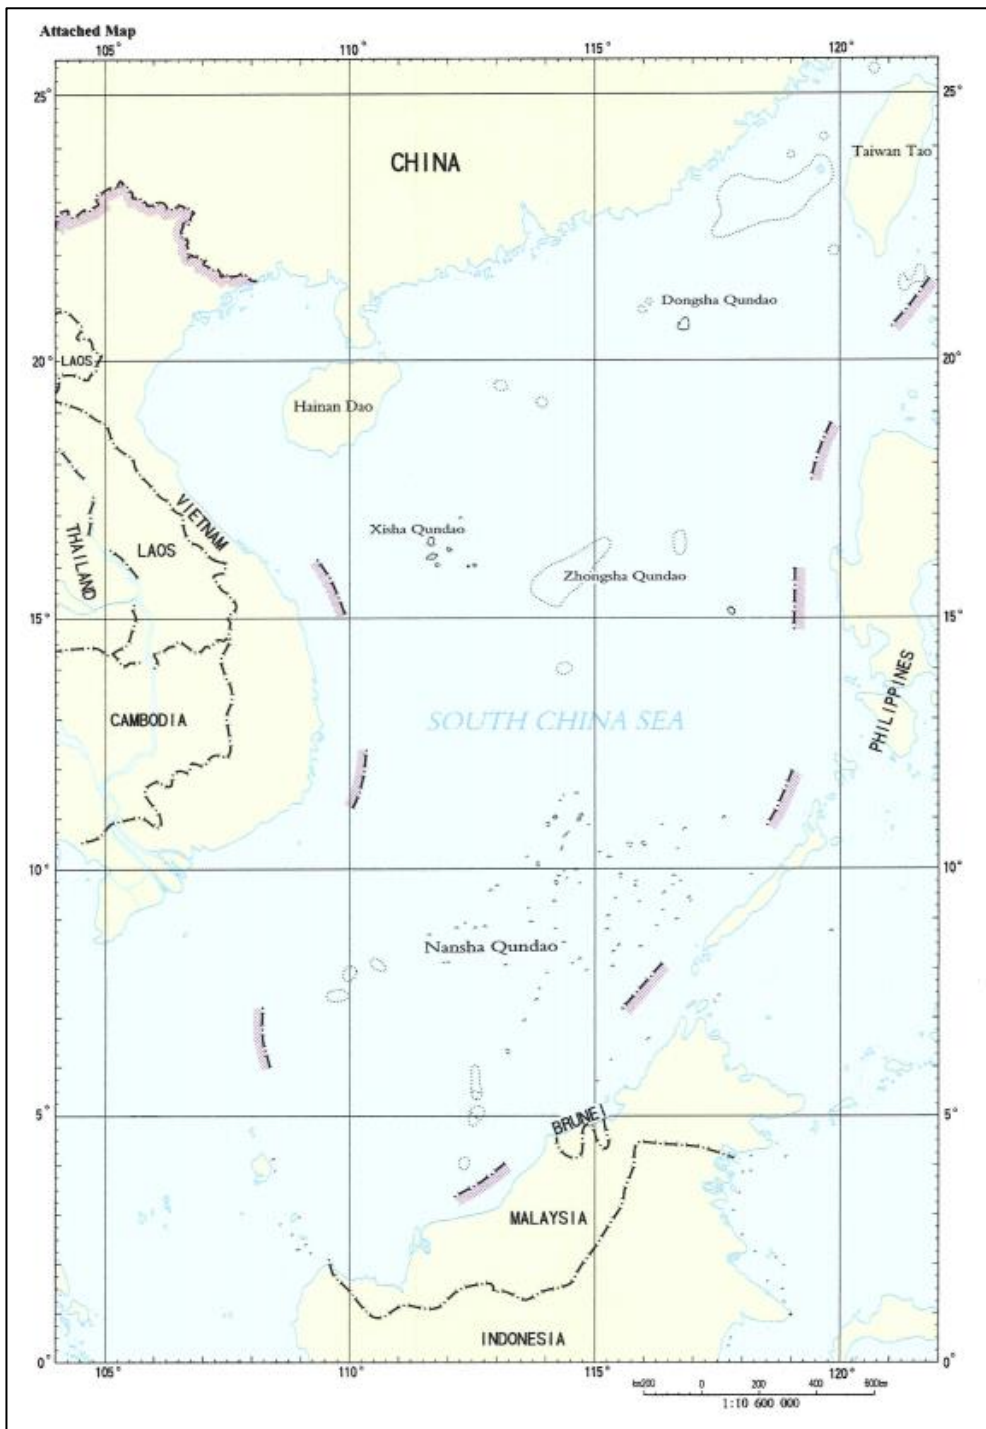 Attached Map
105° 110° 115° 120°
25° 25°
CHINA
Taiwan Tao
Dongsha Qundao
20° 20°
LAOS
Hainan Dao
VIETNAM
Xisha Qundao
THAILAND
LAOS
Zhongsha Qundao
15° 15°
PHILIPPINES
CAMBODIA
SOUTH CHINA SEA
10° 10°
Nansha Qundao
5° 5°
BRUNEI
MALAYSIA
INDONESIA
0° 0°
105° 110° 115° 120°
km200 0 200 400 600km
1:10 600 000